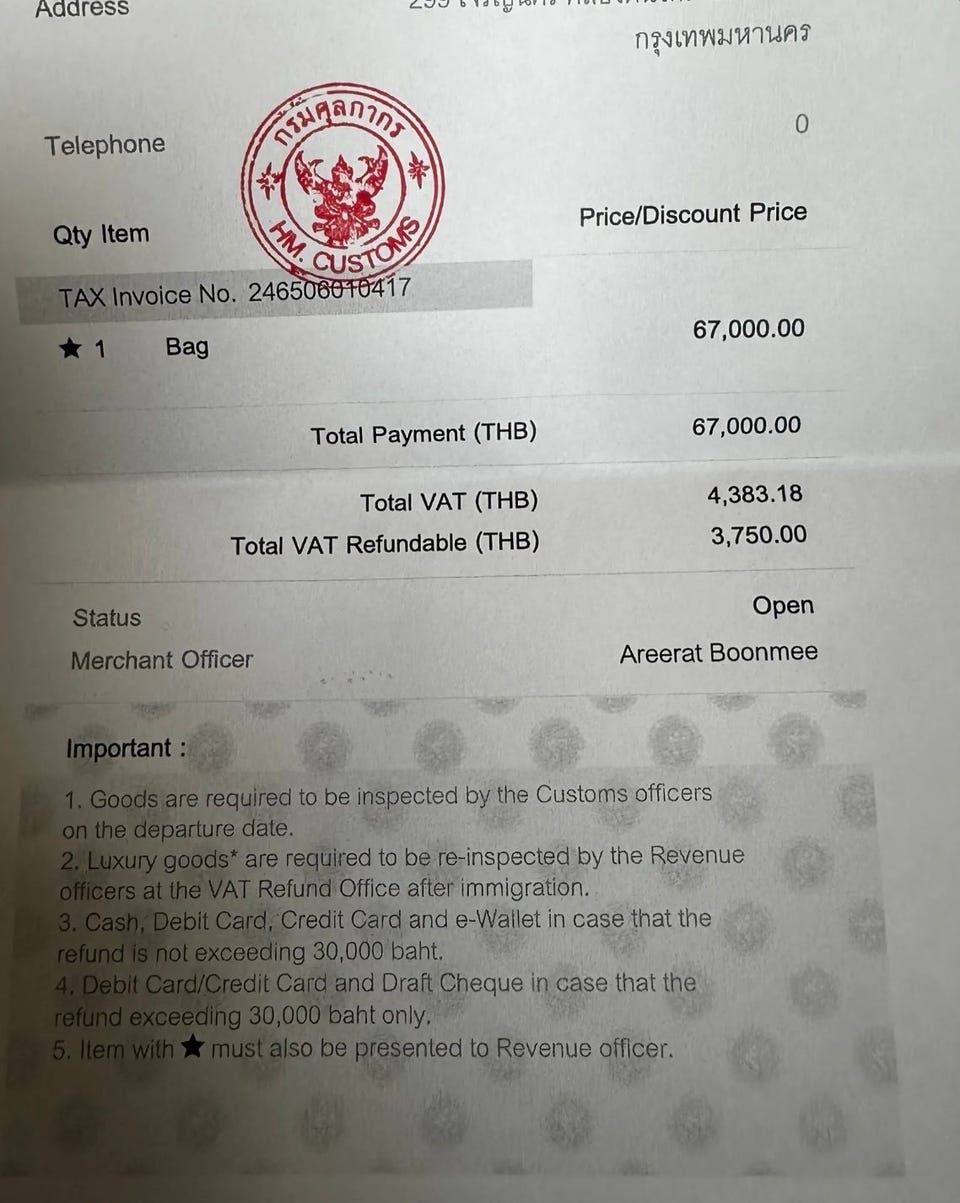 Address
กรุงเทพมหานคร
Telephone 0
กรมศุลกากร
HM. CUSTOMS
Qty Item Price/Discount Price
TAX Invoice No. 246506010417
★ 1 Bag 67,000.00
Total Payment (THB) 67,000.00
Total VAT (THB) 4,383.18
Total VAT Refundable (THB) 3,750.00
Status Open
Merchant Officer Areerat Boonmee
Important :
1. Goods are required to be inspected by the Customs officers
on the departure date.
2. Luxury goods* are required to be re-inspected by the Revenue
officers at the VAT Refund Office after immigration.
3. Cash, Debit Card, Credit Card and e-Wallet in case that the
refund is not exceeding 30,000 baht.
4. Debit Card/Credit Card and Draft Cheque in case that the
refund exceeding 30,000 baht only.
5. Item with ★ must also be presented to Revenue officer.